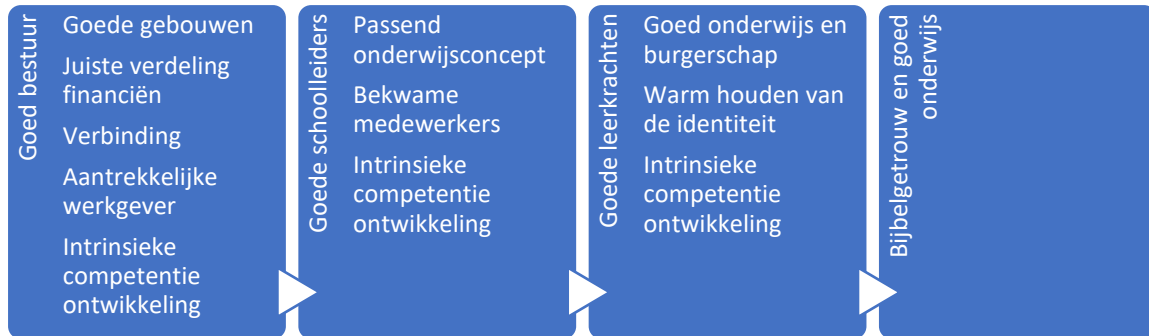 Goed bestuur
Goede gebouwen
Juiste verdeling
financiën
Verbinding
Aantrekkelijke
werkgever
Intrinsieke
competentie
ontwikkeling
Goede schoolleiders
Passend
onderwijsconcept
Bekwame
medewerkers
Intrinsieke
competentie
ontwikkeling
Goede leerkrachten
Goed onderwijs en
burgerschap
Warm houden van
de identiteit
Intrinsieke
competentie
ontwikkeling
Bijbelgetrouw en goed
onderwijs